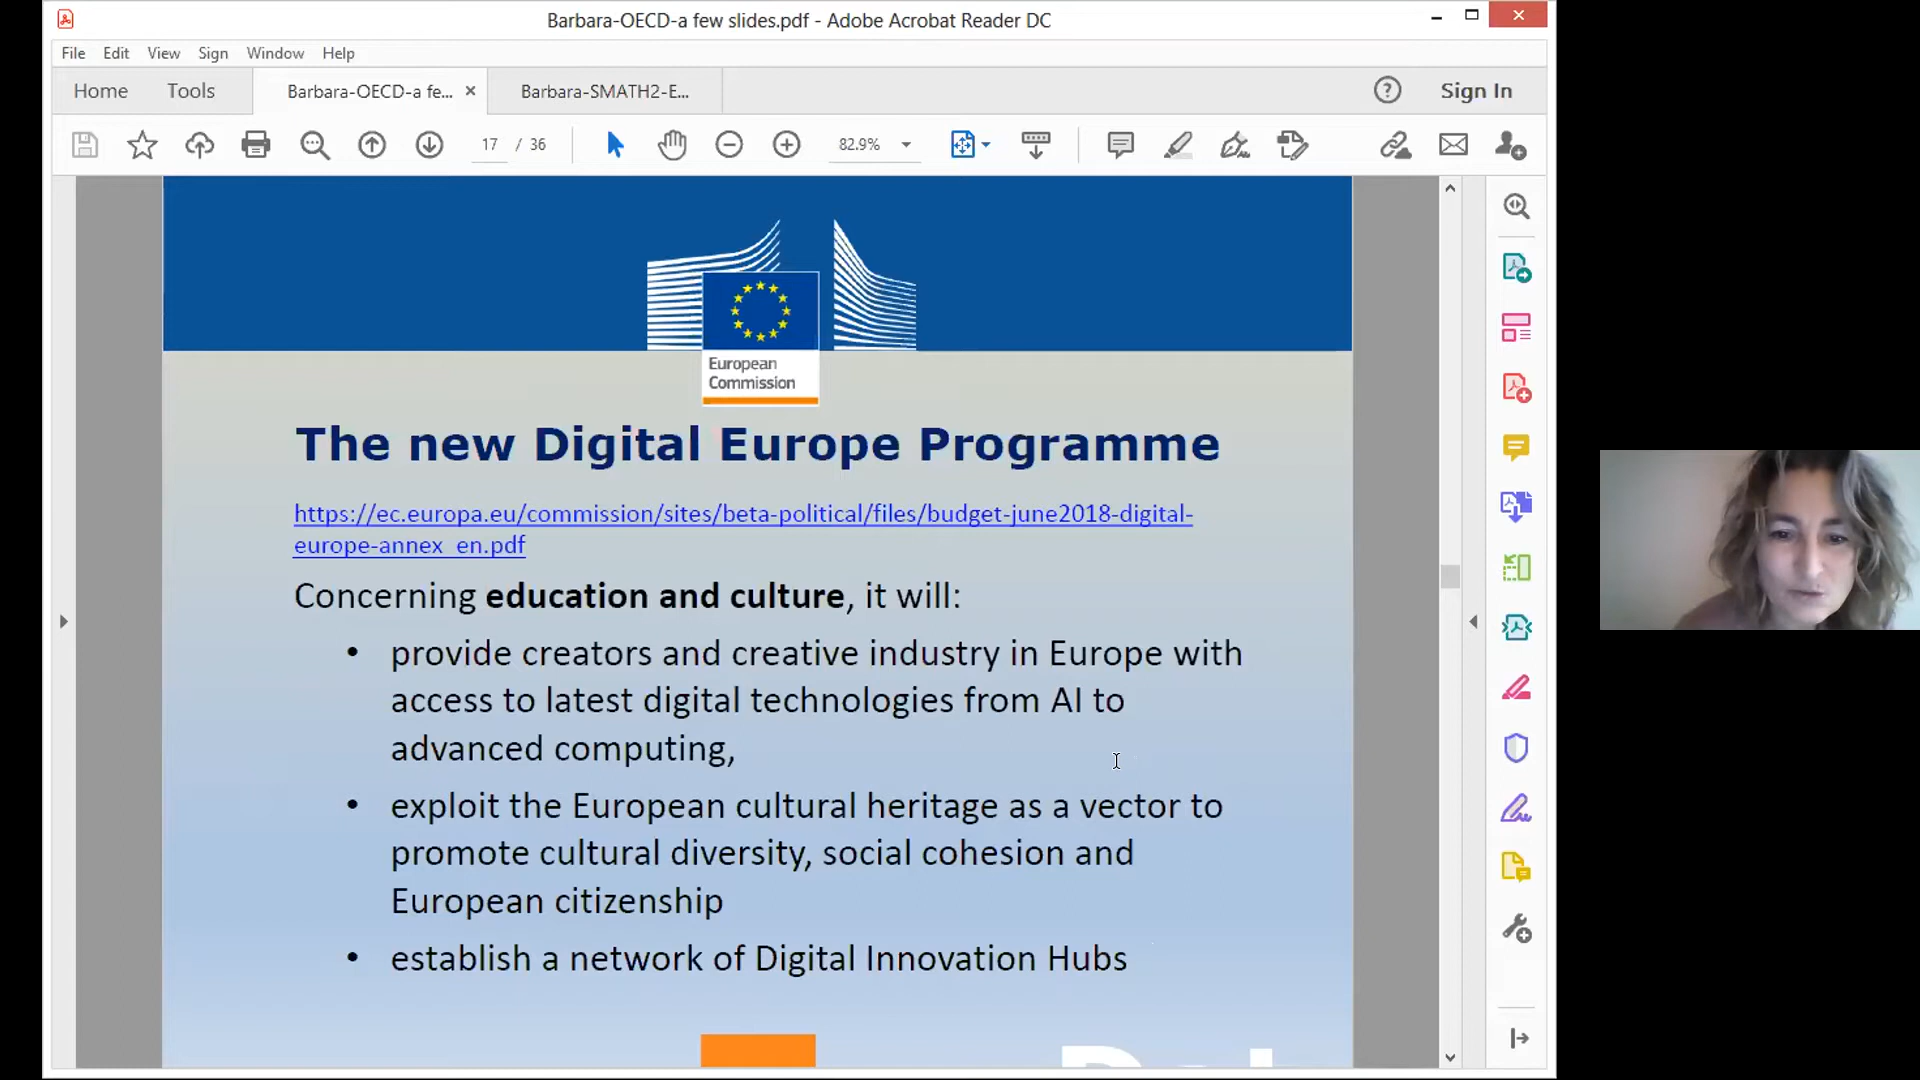 Barbara-OECD-a few slides.pdf - Adobe Acrobat Reader DC
File Edit View Sign Window Help
Home Tools Barbara-OECD-a fe... × Barbara-SMATH2-E... ? Sign In
17 / 36 82.9%
European
Commission
The new Digital Europe Programme
https://ec.europa.eu/commission/sites/beta-political/files/budget-june2018-digital-
europe-annex_en.pdf
Concerning education and culture, it will:
• provide creators and creative industry in Europe with
access to latest digital technologies from AI to
advanced computing,
• exploit the European cultural heritage as a vector to
promote cultural diversity, social cohesion and
European citizenship
• establish a network of Digital Innovation Hubs